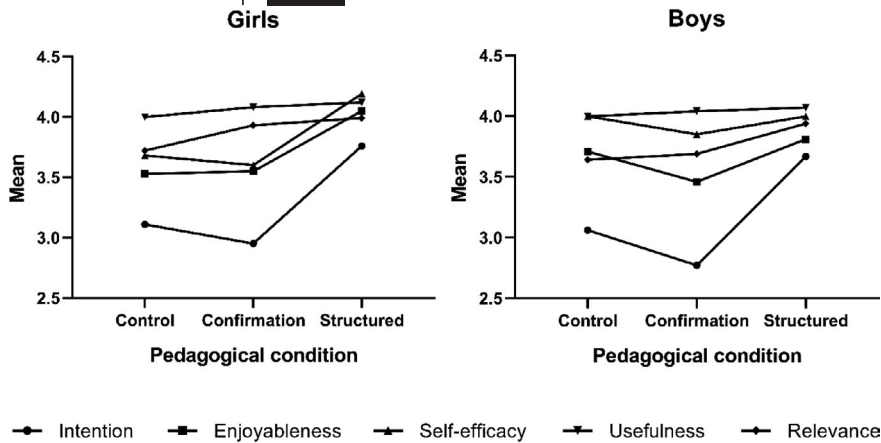 Girls
4.5
4.0
3.5
3.0
2.5
Mean
Control Confirmation Structured
Pedagogical condition
Boys
4.5
4.0
3.5
3.0
2.5
Mean
Control Confirmation Structured
Pedagogical condition
Intention Enjoyableness Self-efficacy Usefulness Relevance